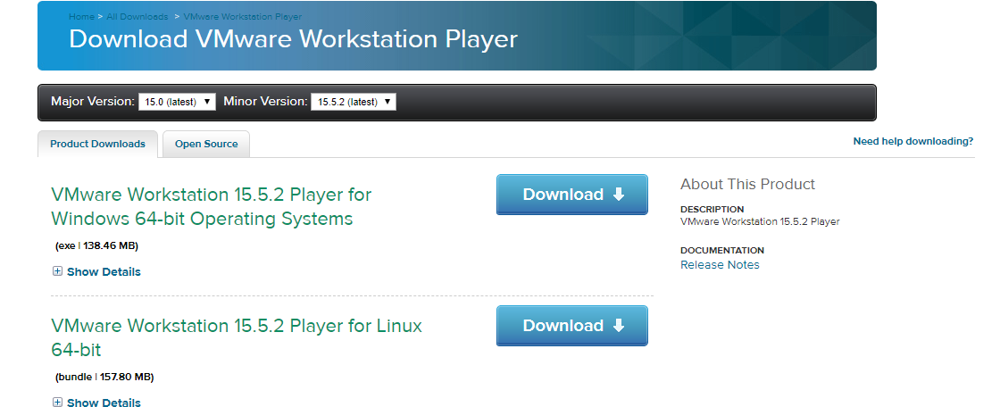 Home > All Downloads > VMware Workstation Player
Download VMware Workstation Player
Major Version: 15.0 (latest) ▼ Minor Version: 15.5.2 (latest) ▼
Product Downloads Open Source Need help downloading?
VMware Workstation 15.5.2 Player for
Windows 64-bit Operating Systems
(exe | 138.46 MB)
Show Details
Download
VMware Workstation 15.5.2 Player for Linux
64-bit
(bundle | 157.80 MB)
Show Details
Download
About This Product
DESCRIPTION
VMware Workstation 15.5.2 Player
DOCUMENTATION
Release Notes